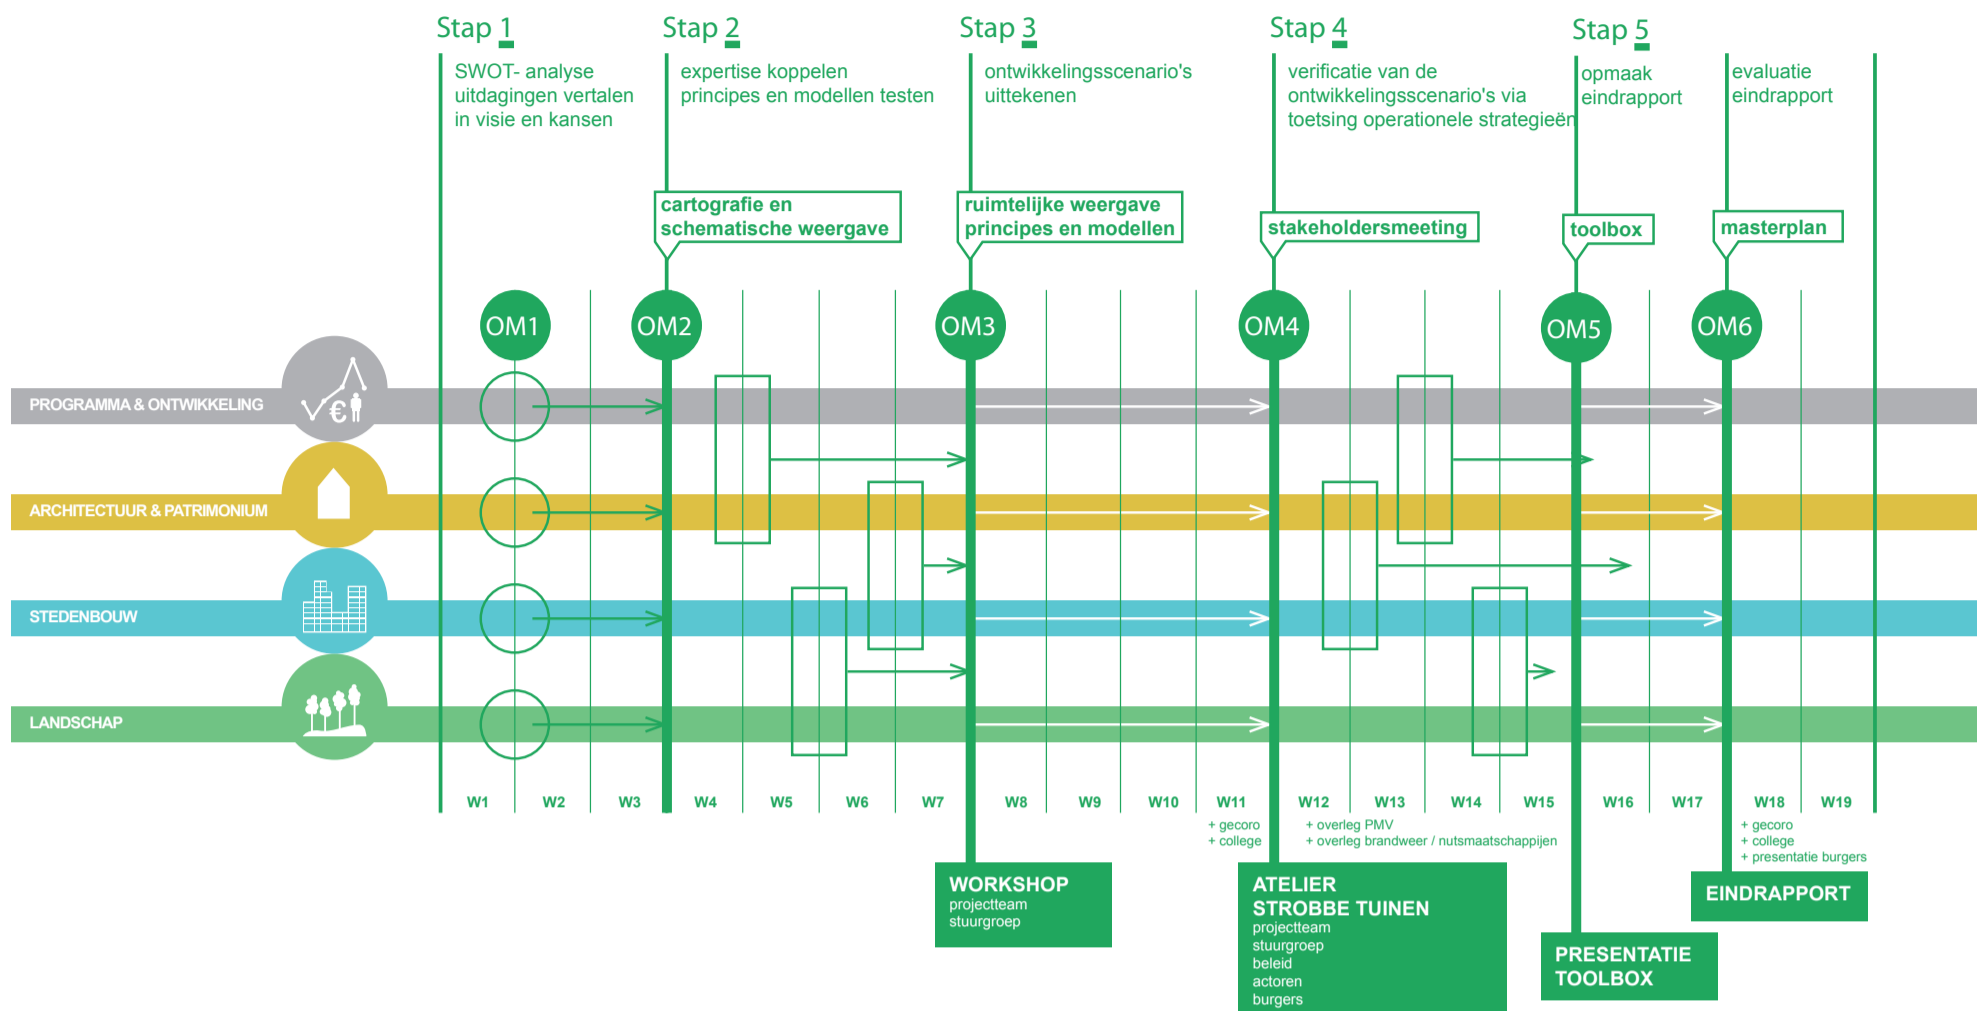 Stap 1
Stap 2
Stap 3
Stap 4
Stap 5
SWOT- analyse
uitdagingen vertalen
in visie en kansen
expertise koppelen
principes en modellen testen
ontwikkelingsscenario's
uittekenen
verificatie van de
ontwikkelingsscenario's via
toetsing operationele strategieën
opmaak
eindrapport
evaluatie
eindrapport
cartografie en
schematische weergave
ruimtelijke weergave
principes en modellen
stakeholdersmeeting
toolbox
masterplan
OM1
OM2
OM3
OM4
OM5
OM6
PROGRAMMA & ONTWIKKELING
€
ARCHITECTUUR & PATRIMONIUM
STEDENBOUW
LANDSCHAP
W1
W2
W3
W4
W5
W6
W7
W8
W9
W10
W11
W12
W13
W14
W15
W16
W17
W18
W19
+ gecoro
+ college
+ overleg PMV
+ overleg brandweer / nutsmaatschappijen
+ gecoro
+ college
+ presentatie burgers
WORKSHOP
projectteam
stuurgroep
ATELIER
STROBBE TUINEN
projectteam
stuurgroep
beleid
actoren
burgers
PRESENTATIE
TOOLBOX
EINDRAPPORT